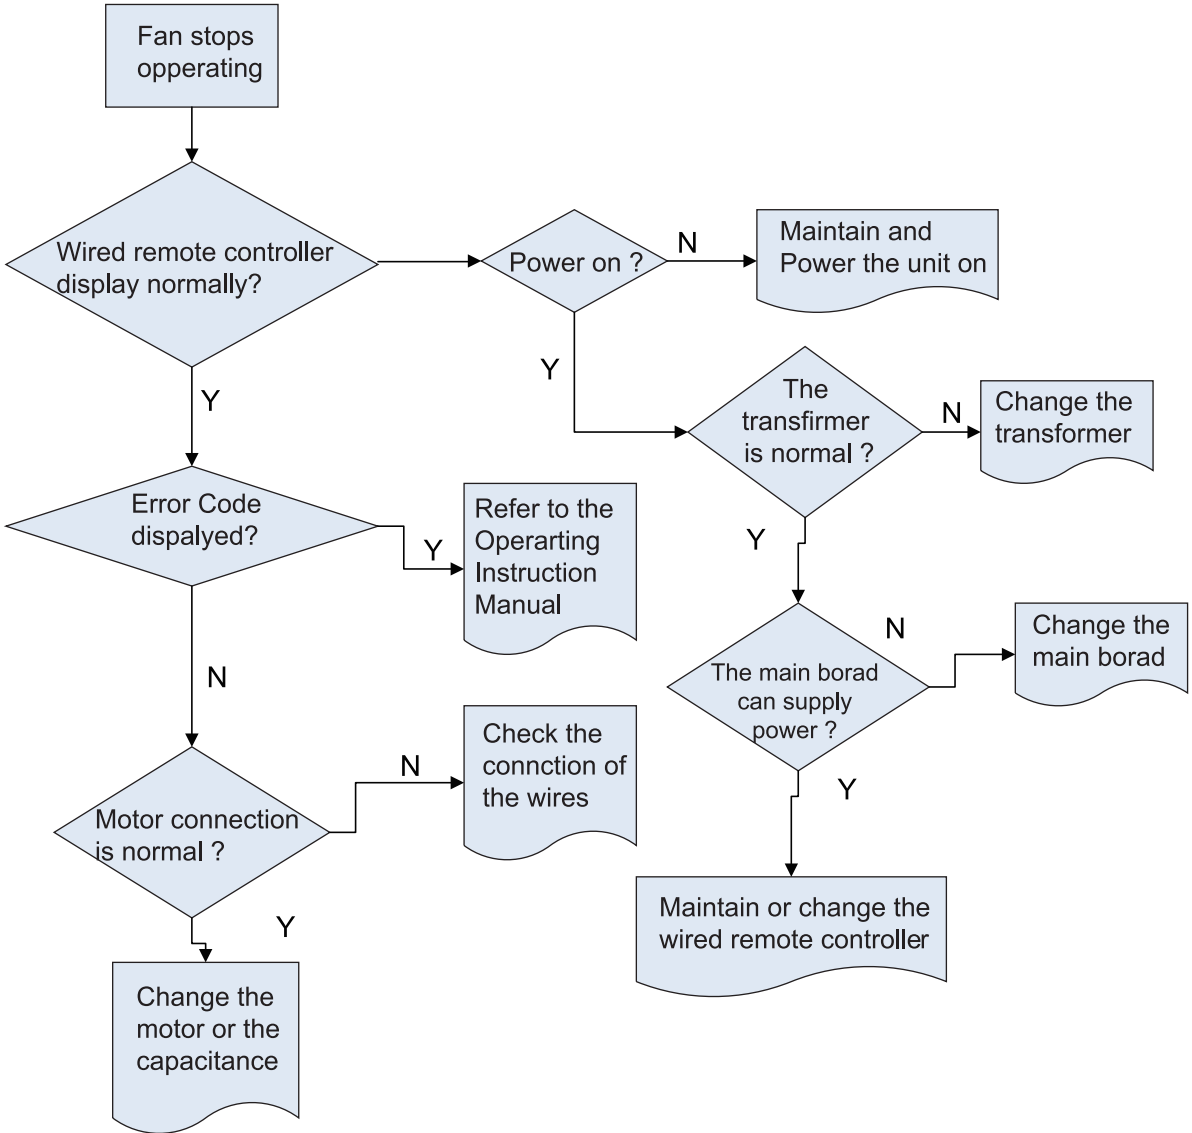 Fan stops
opperating
Wired remote controller
display normally?
Power on ?
N
Maintain and
Power the unit on
Y
Y
The
transfirmer
is normal ?
N
Change the
transformer
Error Code
dispalyed?
Y
Refer to the
Operarting
Instruction
Manual
Y
N
The main borad
can supply
power ?
N
Change the
main borad
Motor connection
is normal ?
N
Check the
connction of
the wires
Y
Maintain or change the
wired remote controller
Y
Change the
motor or the
capacitance